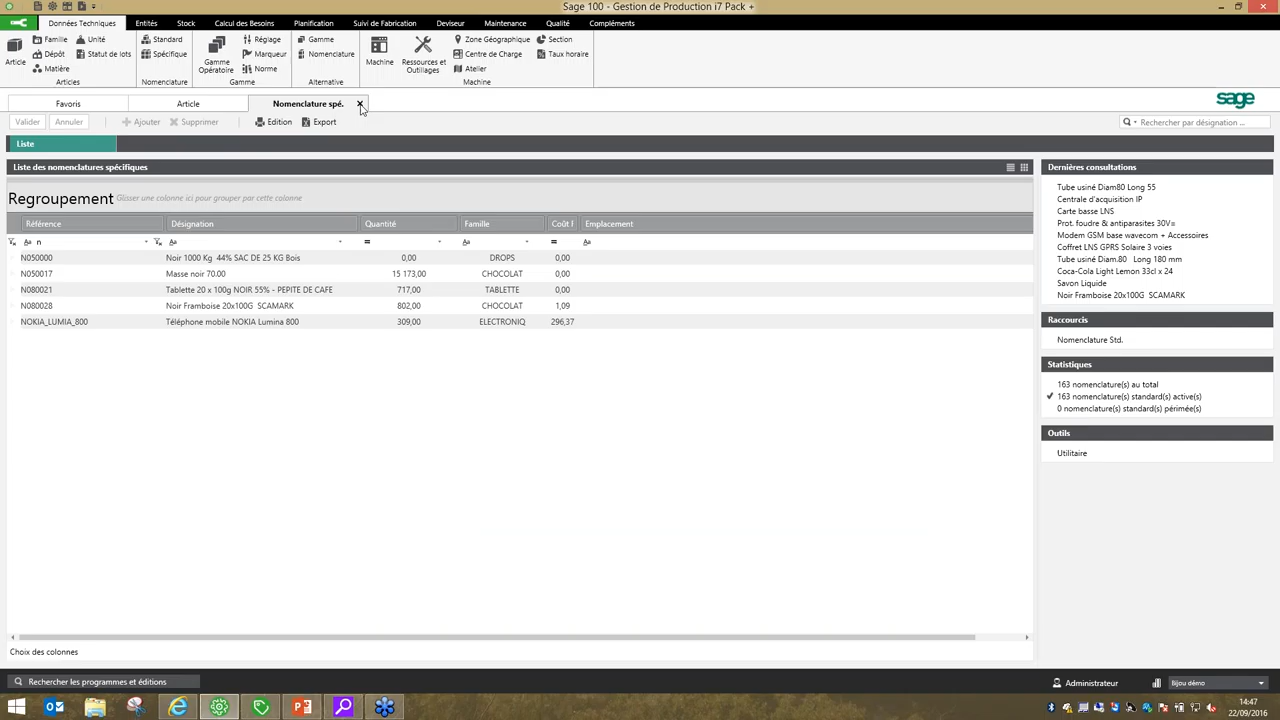 Sage 100 - Gestion de Production i7 Pack +
Données Techniques Entités Stock Calcul des Besoins Planification Suivi de Fabrication Deviseur Maintenance Qualité Compléments
Article Famille Unité Dépôt Statut de lots Matière
Articles
Standard Spécifique
Nomenclature
Gamme Opératoire Réglage Marqueur Norme
Gamme
Gamme Nomenclature
Alternative
Machine Ressources et Outillages Zone Géographique Section Centre de Charge Taux horaire Atelier
Machine
Favoris Article Nomenclature spé.
sage
Valider Annuler Ajouter Supprimer Edition Export Rechercher par désignation ...
Liste
Liste des nomenclatures spécifiques
Regroupement Glisser une colonne ici pour grouper par cette colonne
Référence Désignation Quantité Famille Coût F Emplacement
Aa n Aa = Aa = Aa
N050000 Noir 1000 Kg 44% SAC DE 25 KG Bois 0,00 DROPS 0,00
N050017 Masse noir 70.00 15 173,00 CHOCOLAT 0,00
N080021 Tablette 20 x 100g NOIR 55% - PEPITE DE CAFE 717,00 TABLETTE 0,00
N080028 Noir Framboise 20x100G SCAMARK 802,00 CHOCOLAT 1,09
NOKIA_LUMIA_800 Téléphone mobile NOKIA Lumina 800 309,00 ELECTRONIQ 296,37
Choix des colonnes
Dernières consultations
Tube usiné Diam80 Long 55
Centrale d'acquisition IP
Carte basse LNS
Prot. foudre & antiparasites 30V=
Modem GSM base wavecom + Accessoires
Coffret LNS GPRS Solaire 3 voies
Tube usiné Diam.80 Long 180 mm
Coca-Cola Light Lemon 33cl x 24
Savon Liquide
Noir Framboise 20x100G SCAMARK
Raccourcis
Nomenclature Std.
Statistiques
163 nomenclature(s) au total
163 nomenclature(s) standard(s) active(s)
0 nomenclature(s) standard(s) périmée(s)
Outils
Utilitaire
Rechercher les programmes et éditions Administrateur Bijou démo
14:47
22/09/2016